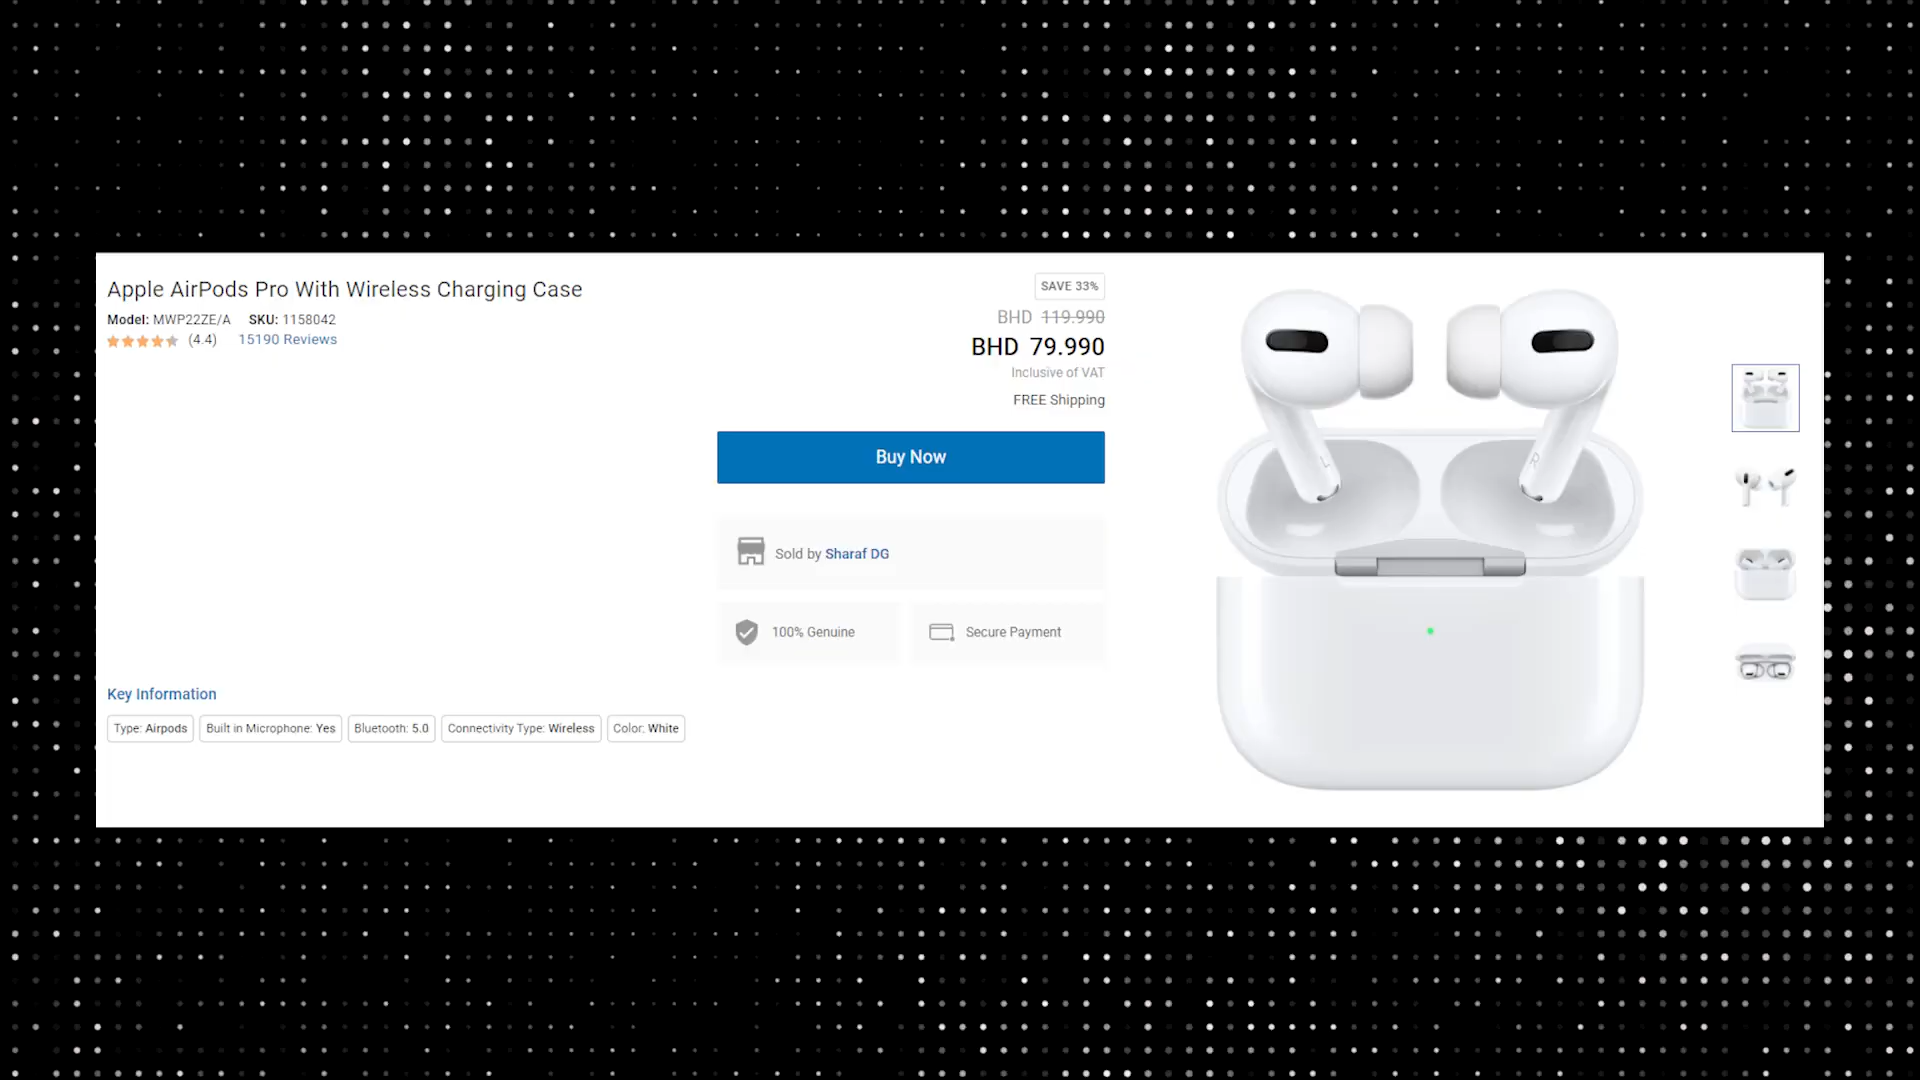 Apple AirPods Pro With Wireless Charging Case
Model: MWP22ZE/A SKU: 1158042
(4.4) 15190 Reviews
SAVE 33%
BHD 119.990
BHD 79.990
Inclusive of VAT
FREE Shipping
Buy Now
Sold by Sharaf DG
100% Genuine
Secure Payment
Key Information
Type: Airpods
Built in Microphone: Yes
Bluetooth: 5.0
Connectivity Type: Wireless
Color: White
L
R